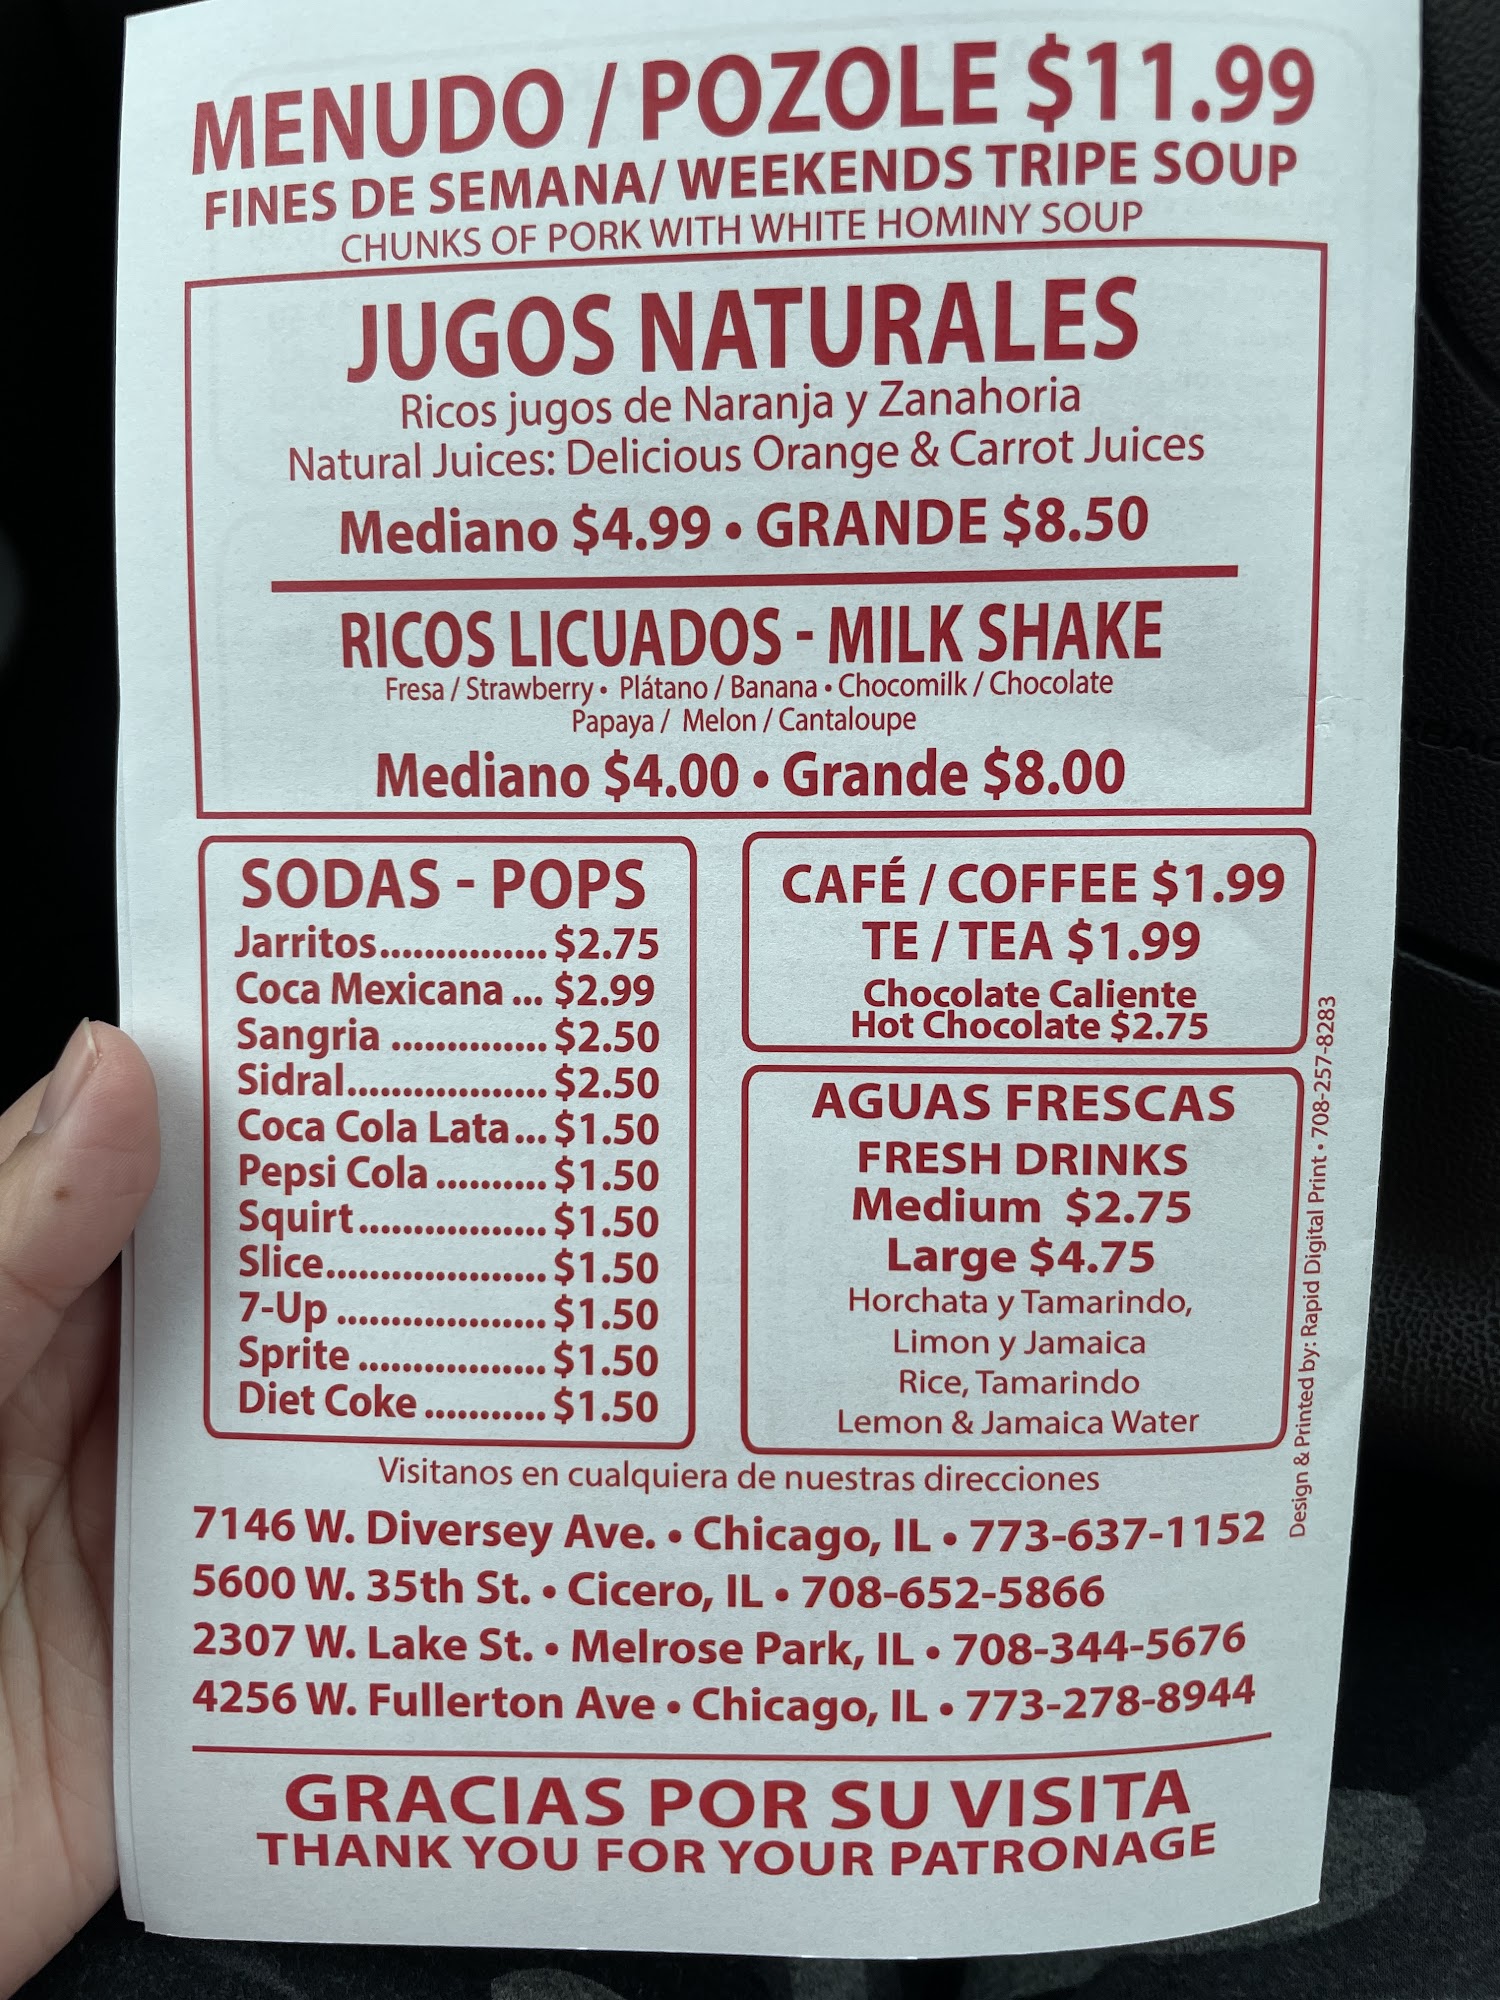 MENUDO / POZOLE $11.99
FINES DE SEMANA/ WEEKENDS TRIPE SOUP
CHUNKS OF PORK WITH WHITE HOMINY SOUP
JUGOS NATURALES
Ricos jugos de Naranja y Zanahoria
Natural Juices: Delicious Orange & Carrot Juices
Mediano $4.99 • GRANDE $8.50
RICOS LICUADOS - MILK SHAKE
Fresa / Strawberry • Plátano / Banana • Chocomilk / Chocolate
Papaya / Melon / Cantaloupe
Mediano $4.00 • Grande $8.00
SODAS - POPS
Jarritos............... $2.75
Coca Mexicana ... $2.99
Sangria .............. $2.50
Sidral.................. $2.50
Coca Cola Lata... $1.50
Pepsi Cola .......... $1.50
Squirt................. $1.50
Slice.................... $1.50
7-Up ................... $1.50
Sprite ................. $1.50
Diet Coke ........... $1.50
CAFÉ / COFFEE $1.99
TE / TEA $1.99
Chocolate Caliente
Hot Chocolate $2.75
AGUAS FRESCAS
FRESH DRINKS
Medium $2.75
Large $4.75
Horchata y Tamarindo,
Limon y Jamaica
Rice, Tamarindo
Lemon & Jamaica Water
Design & Printed by: Rapid Digital Print • 708-257-8283
Visitanos en cualquiera de nuestras direcciones
7146 W. Diversey Ave. • Chicago, IL • 773-637-1152
5600 W. 35th St. • Cicero, IL • 708-652-5866
2307 W. Lake St. • Melrose Park, IL • 708-344-5676
4256 W. Fullerton Ave • Chicago, IL • 773-278-8944
GRACIAS POR SU VISITA
THANK YOU FOR YOUR PATRONAGE